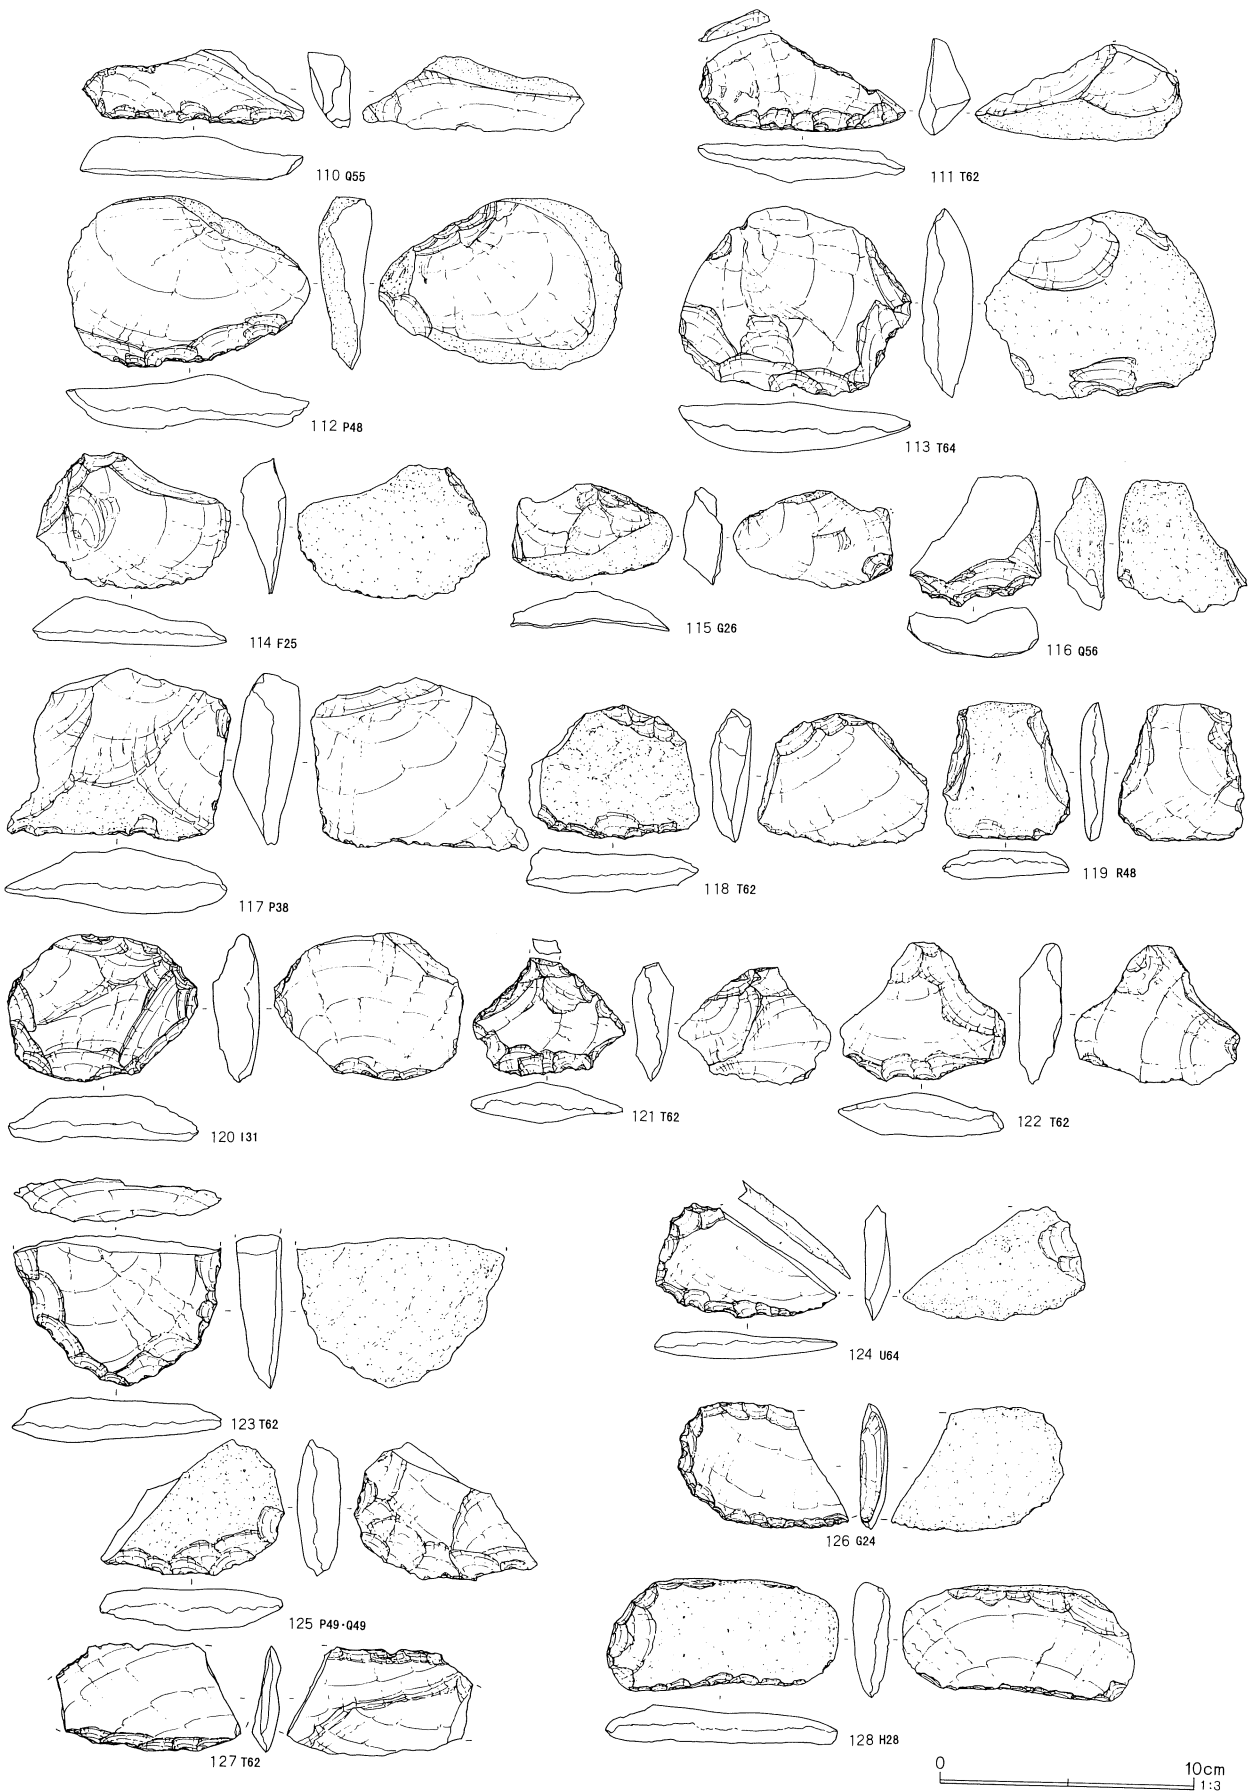 110 Q55
111 T62
112 P48
113 T64
114 F25
115 G26
116 Q56
117 P38
118 T62
119 R48
120 I31
121 T62
122 T62
123 T62
124 U64
125 P49・Q49
126 G24
127 T62
128 H28
0 10cm
1:3